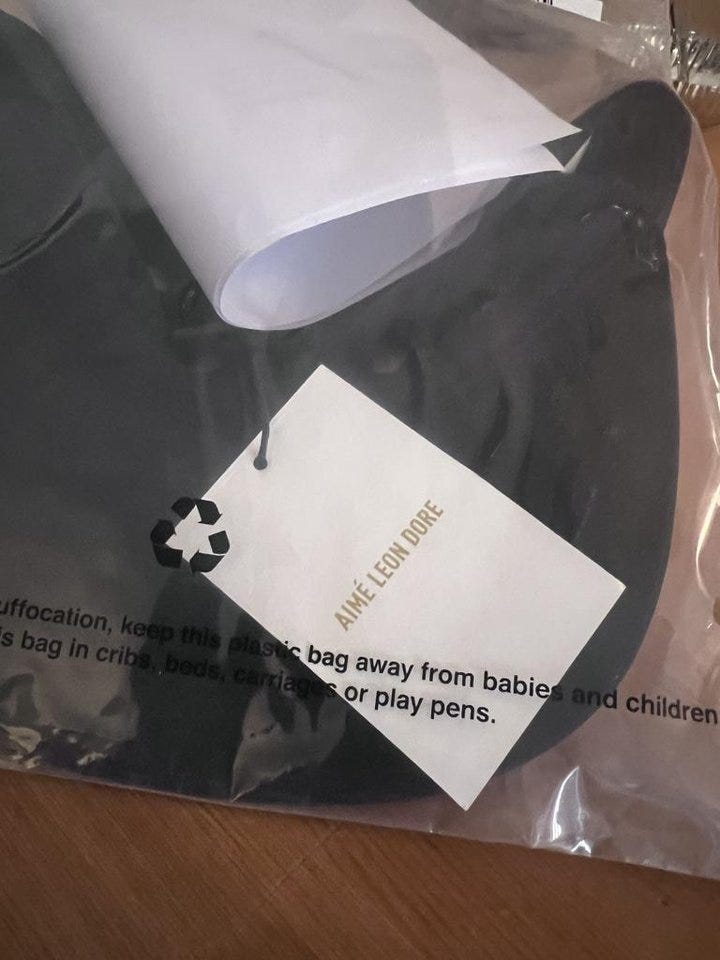 AIMÉ LEON DORE
uffocation, keep this plastic bag away from babies and children
is bag in cribs, beds, carriages or play pens.